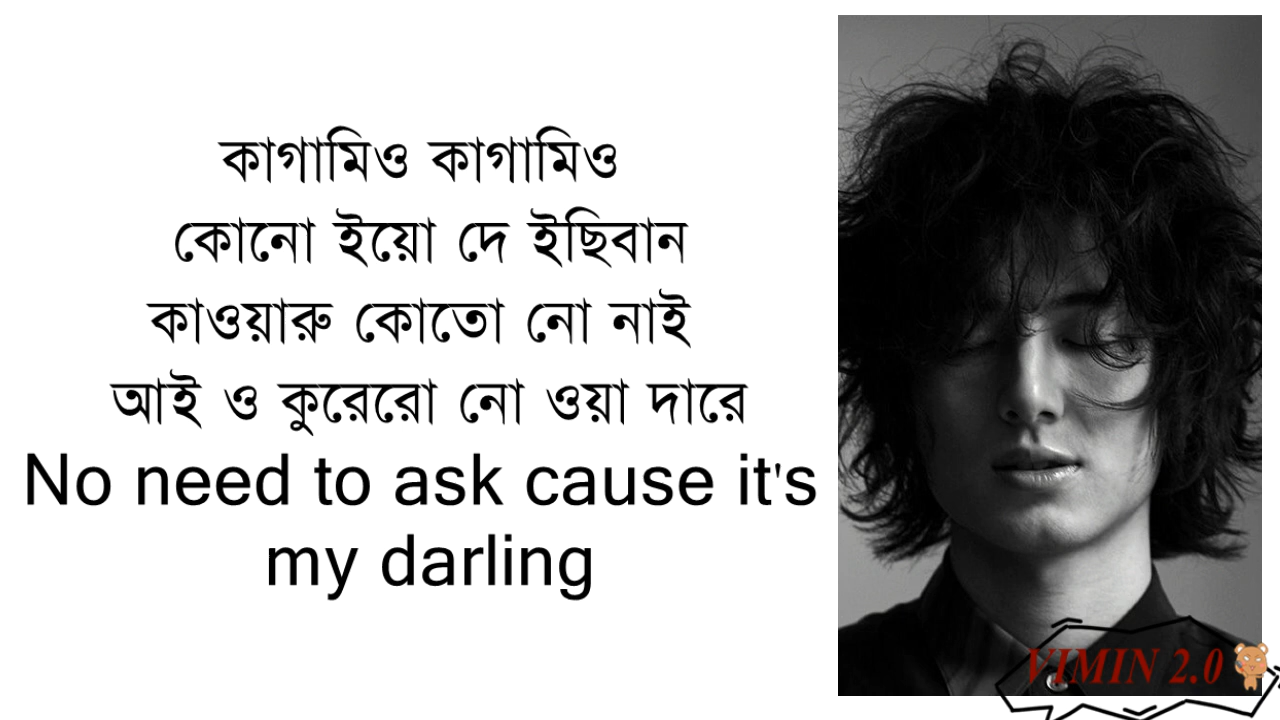 কাগামিও কাগামিও
কোনো ইয়ো দে ইছিবান
কাওয়ারু কোতো নো নাই
আই ও কুরেরো নো ওয়া দারে
No need to ask cause it's
my darling
VIMIN 2.0